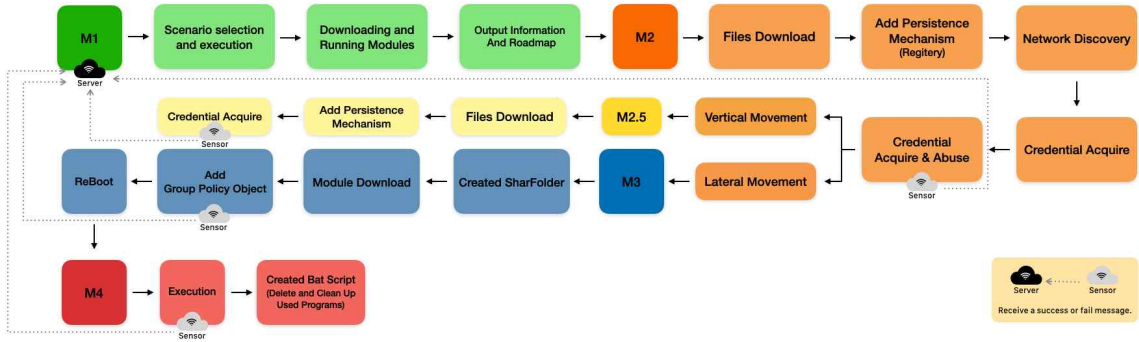 M1
Scenario selection
and execution
Downloading and
Running Modules
Output Information
And Roadmap
M2
Files Download
Add Persistence
Mechanism
(Regitery)
Network Discovery
Server
Credential Acquire
Sensor
Add Persistence
Mechanism
Files Download
M2.5
Vertical Movement
Credential
Acquire & Abuse
Sensor
Credential Acquire
ReBoot
Add
Group Policy Object
Sensor
Module Download
Created SharFolder
M3
Lateral Movement
M4
Execution
Sensor
Created Bat Script
(Delete and Clean Up
Used Programs)
Server
Sensor
Receive a success or fail message.